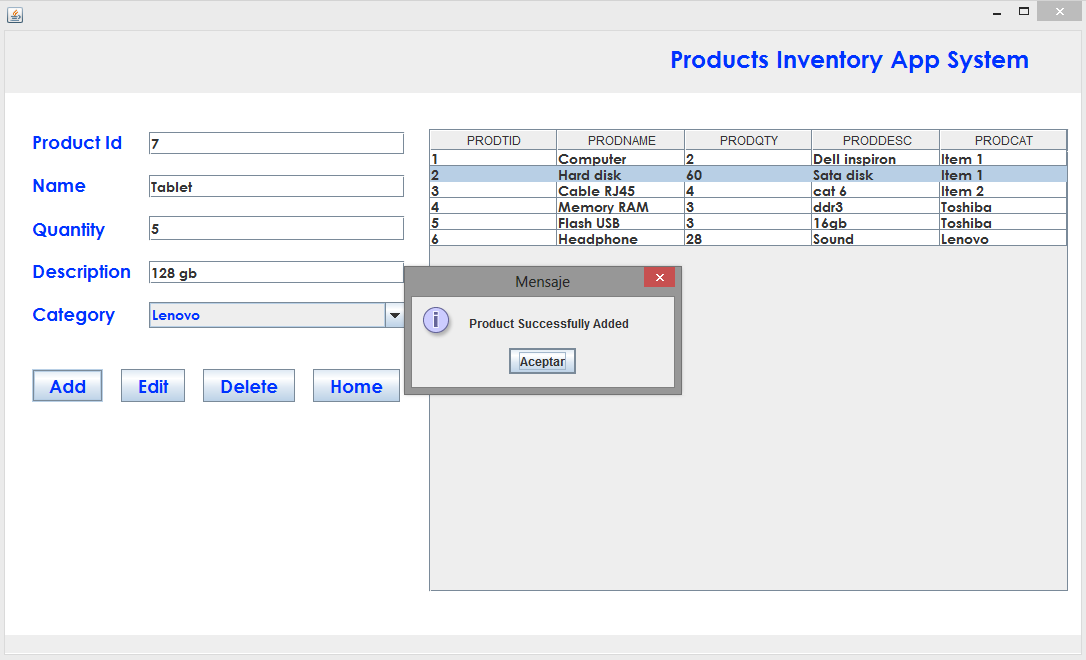 Products Inventory App System
Product Id 7
Name Tablet
Quantity 5
Description 128 gb
Category Lenovo
Add Edit Delete Home
PRODTID PRODNAME PRODQTY PRODDESC PRODCAT
1 Computer 2 Dell inspiron Item 1
2 Hard disk 60 Sata disk Item 1
3 Cable RJ45 4 cat 6 Item 2
4 Memory RAM 3 ddr3 Toshiba
5 Flash USB 3 16gb Toshiba
6 Headphone 28 Sound Lenovo
Mensaje
Product Successfully Added
Aceptar